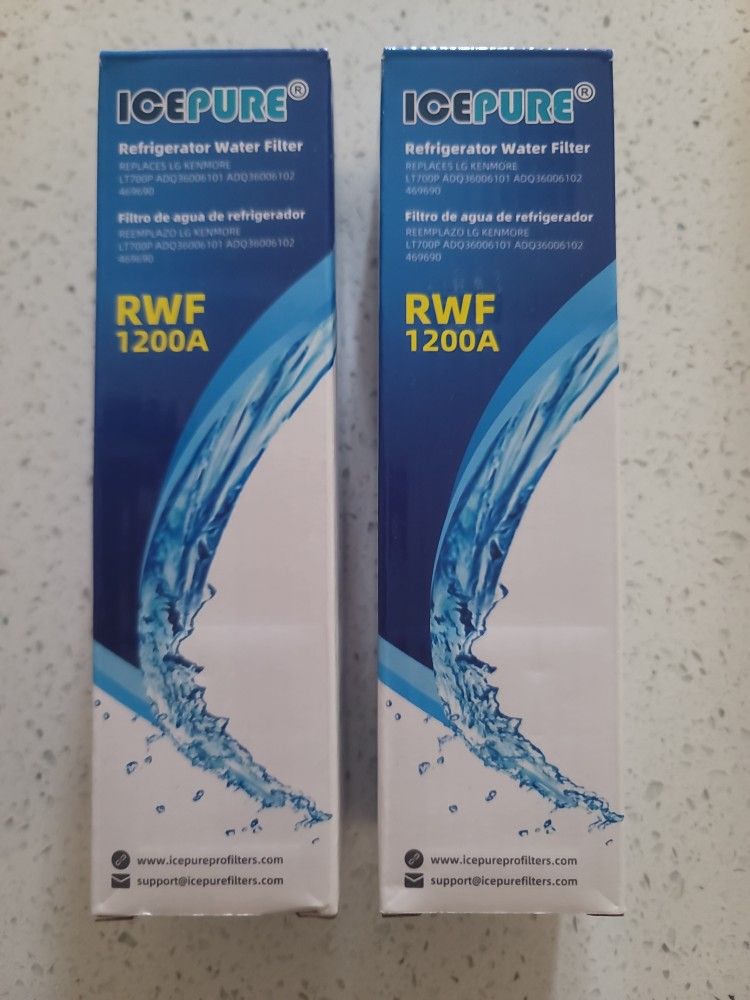 ICEPURE®
Refrigerator Water Filter
REPLACES LG KENMORE
LT700P ADQ36006101 ADQ36006102
469690
Filtro de agua de refrigerador
REEMPLAZO LG KENMORE
LT700P ADQ36006101 ADQ36006102
469690
RWF
1200A
www.icepureprofilters.com
support@icepurefilters.com
ICEPURE®
Refrigerator Water Filter
REPLACES LG KENMORE
LT700P ADQ36006101 ADQ36006102
469690
Filtro de agua de refrigerador
REEMPLAZO LG KENMORE
LT700P ADQ36006101 ADQ36006102
469690
RWF
1200A
www.icepureprofilters.com
support@icepurefilters.com